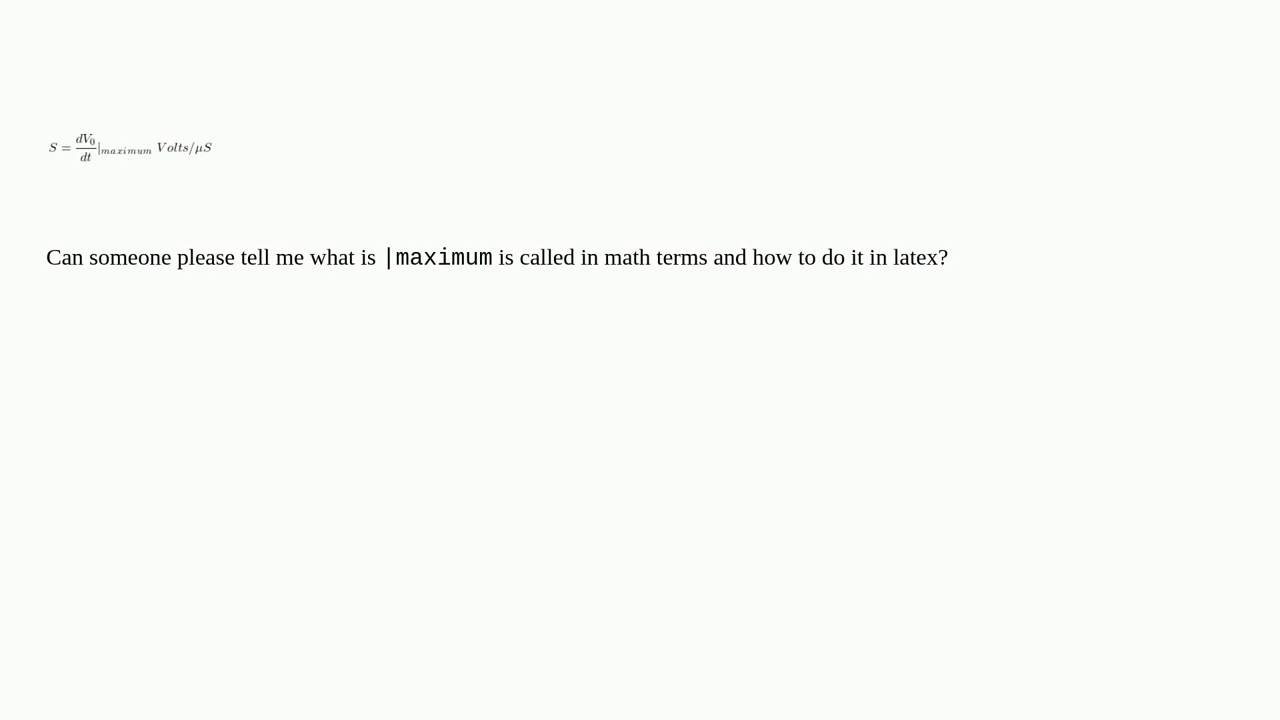 S = dV₀/dt |maximum Volts/μS
Can someone please tell me what is |maximum is called in math terms and how to do it in latex?